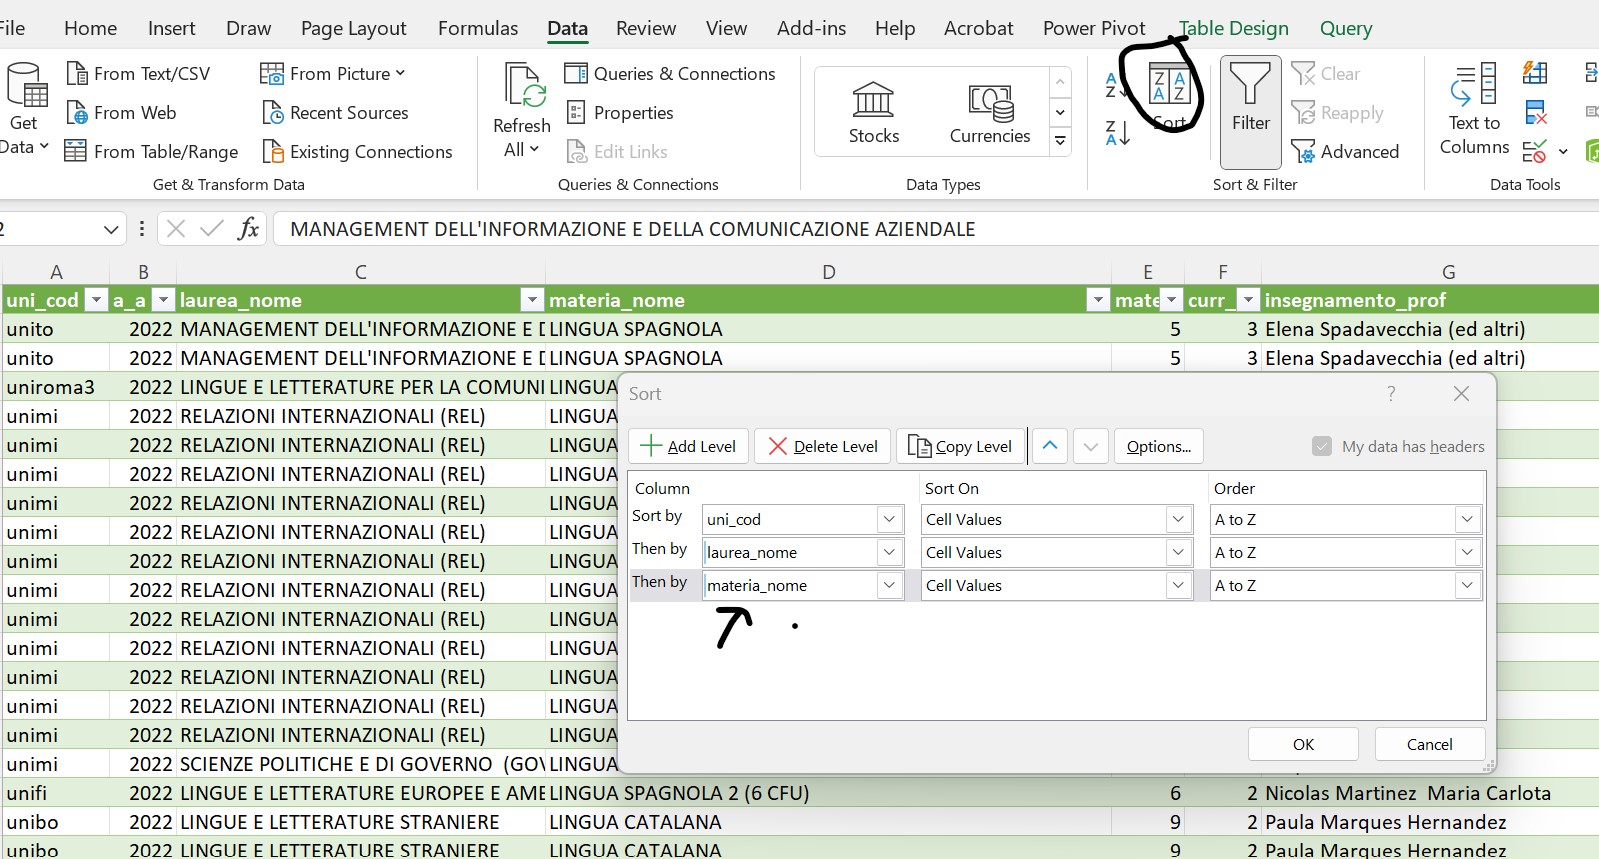 File Home Insert Draw Page Layout Formulas Data Review View Add-ins Help Acrobat Power Pivot Table Design Query
Get Data
From Text/CSV
From Web
From Table/Range
From Picture
Recent Sources
Existing Connections
Get & Transform Data
Refresh All
Queries & Connections
Properties
Edit Links
Queries & Connections
Stocks
Currencies
Data Types
Sort
Filter
Clear
Reapply
Advanced
Sort & Filter
Text to Columns
Data Tools
2 fx MANAGEMENT DELL'INFORMAZIONE E DELLA COMUNICAZIONE AZIENDALE
A B C D E F G
uni_cod a_a laurea_nome materia_nome mate curr_ insegnamento_prof
unito 2022 MANAGEMENT DELL'INFORMAZIONE E D LINGUA SPAGNOLA 5 3 Elena Spadavecchia (ed altri)
unito 2022 MANAGEMENT DELL'INFORMAZIONE E D LINGUA SPAGNOLA 5 3 Elena Spadavecchia (ed altri)
uniroma3 2022 LINGUE E LETTERATURE PER LA COMUNI LINGUA
unimi 2022 RELAZIONI INTERNAZIONALI (REL) LINGUA
unimi 2022 RELAZIONI INTERNAZIONALI (REL) LINGUA
unimi 2022 RELAZIONI INTERNAZIONALI (REL) LINGUA
unimi 2022 RELAZIONI INTERNAZIONALI (REL) LINGUA
unimi 2022 RELAZIONI INTERNAZIONALI (REL) LINGUA
unimi 2022 RELAZIONI INTERNAZIONALI (REL) LINGUA
unimi 2022 RELAZIONI INTERNAZIONALI (REL) LINGUA
unimi 2022 RELAZIONI INTERNAZIONALI (REL) LINGUA
unimi 2022 RELAZIONI INTERNAZIONALI (REL) LINGUA
unimi 2022 RELAZIONI INTERNAZIONALI (REL) LINGUA
unimi 2022 RELAZIONI INTERNAZIONALI (REL) LINGUA
unimi 2022 RELAZIONI INTERNAZIONALI (REL) LINGUA
unimi 2022 SCIENZE POLITICHE E DI GOVERNO (GOV LINGUA
unifi 2022 LINGUE E LETTERATURE EUROPEE E AME LINGUA SPAGNOLA 2 (6 CFU) 6 2 Nicolas Martinez Maria Carlota
unibo 2022 LINGUE E LETTERATURE STRANIERE LINGUA CATALANA 9 2 Paula Marques Hernandez
unibo 2022 LINGUE E LETTERATURE STRANIERE LINGUA CATALANA 9 2 Paula Marques Hernandez
Sort ?
Add Level Delete Level Copy Level Options... My data has headers
Column Sort On Order
Sort by uni_cod Cell Values A to Z
Then by laurea_nome Cell Values A to Z
Then by materia_nome Cell Values A to Z
OK Cancel